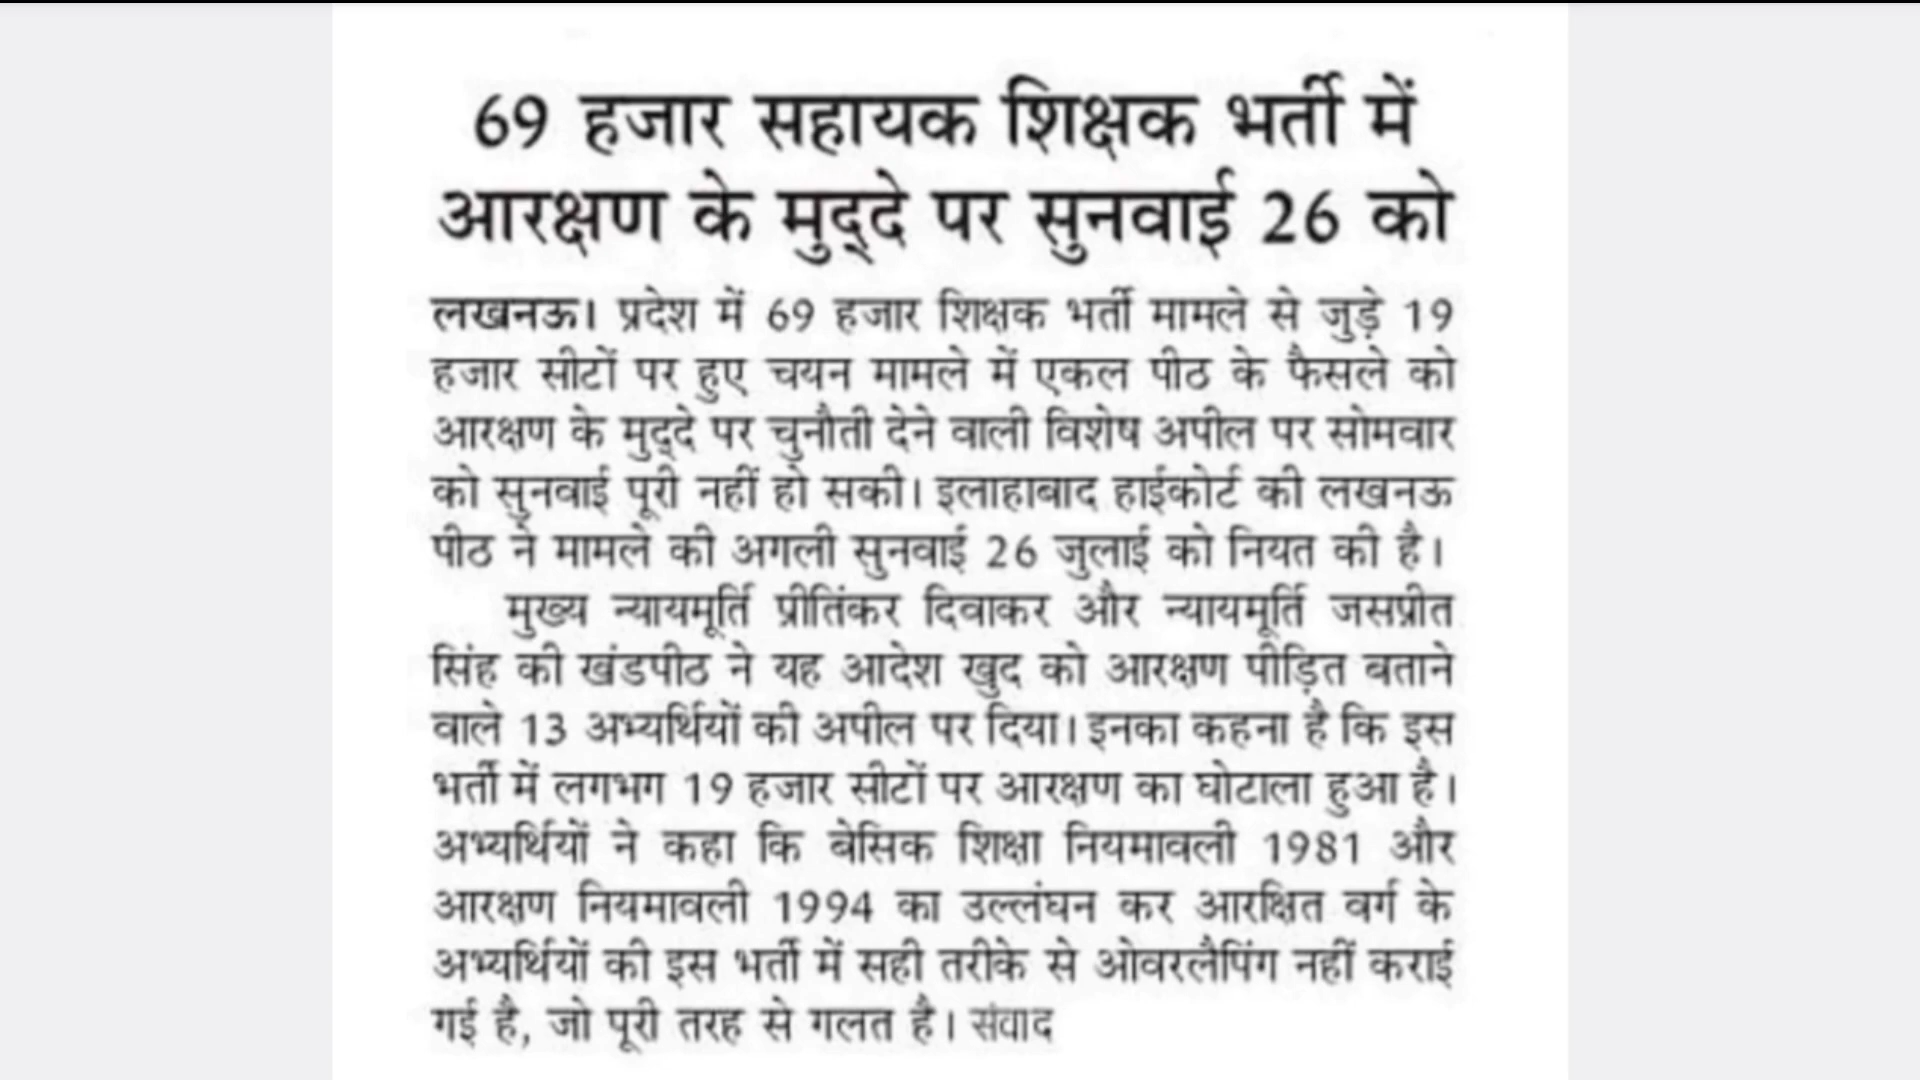 69 हजार सहायक शिक्षक भर्ती में
आरक्षण के मुद्दे पर सुनवाई 26 को
लखनऊ। प्रदेश में 69 हजार शिक्षक भर्ती मामले से जुड़े 19
हजार सीटों पर हुए चयन मामले में एकल पीठ के फैसले को
आरक्षण के मुद्दे पर चुनौती देने वाली विशेष अपील पर सोमवार
को सुनवाई पूरी नहीं हो सकी। इलाहाबाद हाईकोर्ट की लखनऊ
पीठ ने मामले की अगली सुनवाई 26 जुलाई को नियत की है।
मुख्य न्यायमूर्ति प्रीतिंकर दिवाकर और न्यायमूर्ति जसप्रीत
सिंह की खंडपीठ ने यह आदेश खुद को आरक्षण पीड़ित बताने
वाले 13 अभ्यर्थियों की अपील पर दिया। इनका कहना है कि इस
भर्ती में लगभग 19 हजार सीटों पर आरक्षण का घोटाला हुआ है।
अभ्यर्थियों ने कहा कि बेसिक शिक्षा नियमावली 1981 और
आरक्षण नियमावली 1994 का उल्लंघन कर आरक्षित वर्ग के
अभ्यर्थियों की इस भर्ती में सही तरीके से ओवरलैपिंग नहीं कराई
गई है, जो पूरी तरह से गलत है। संवाद